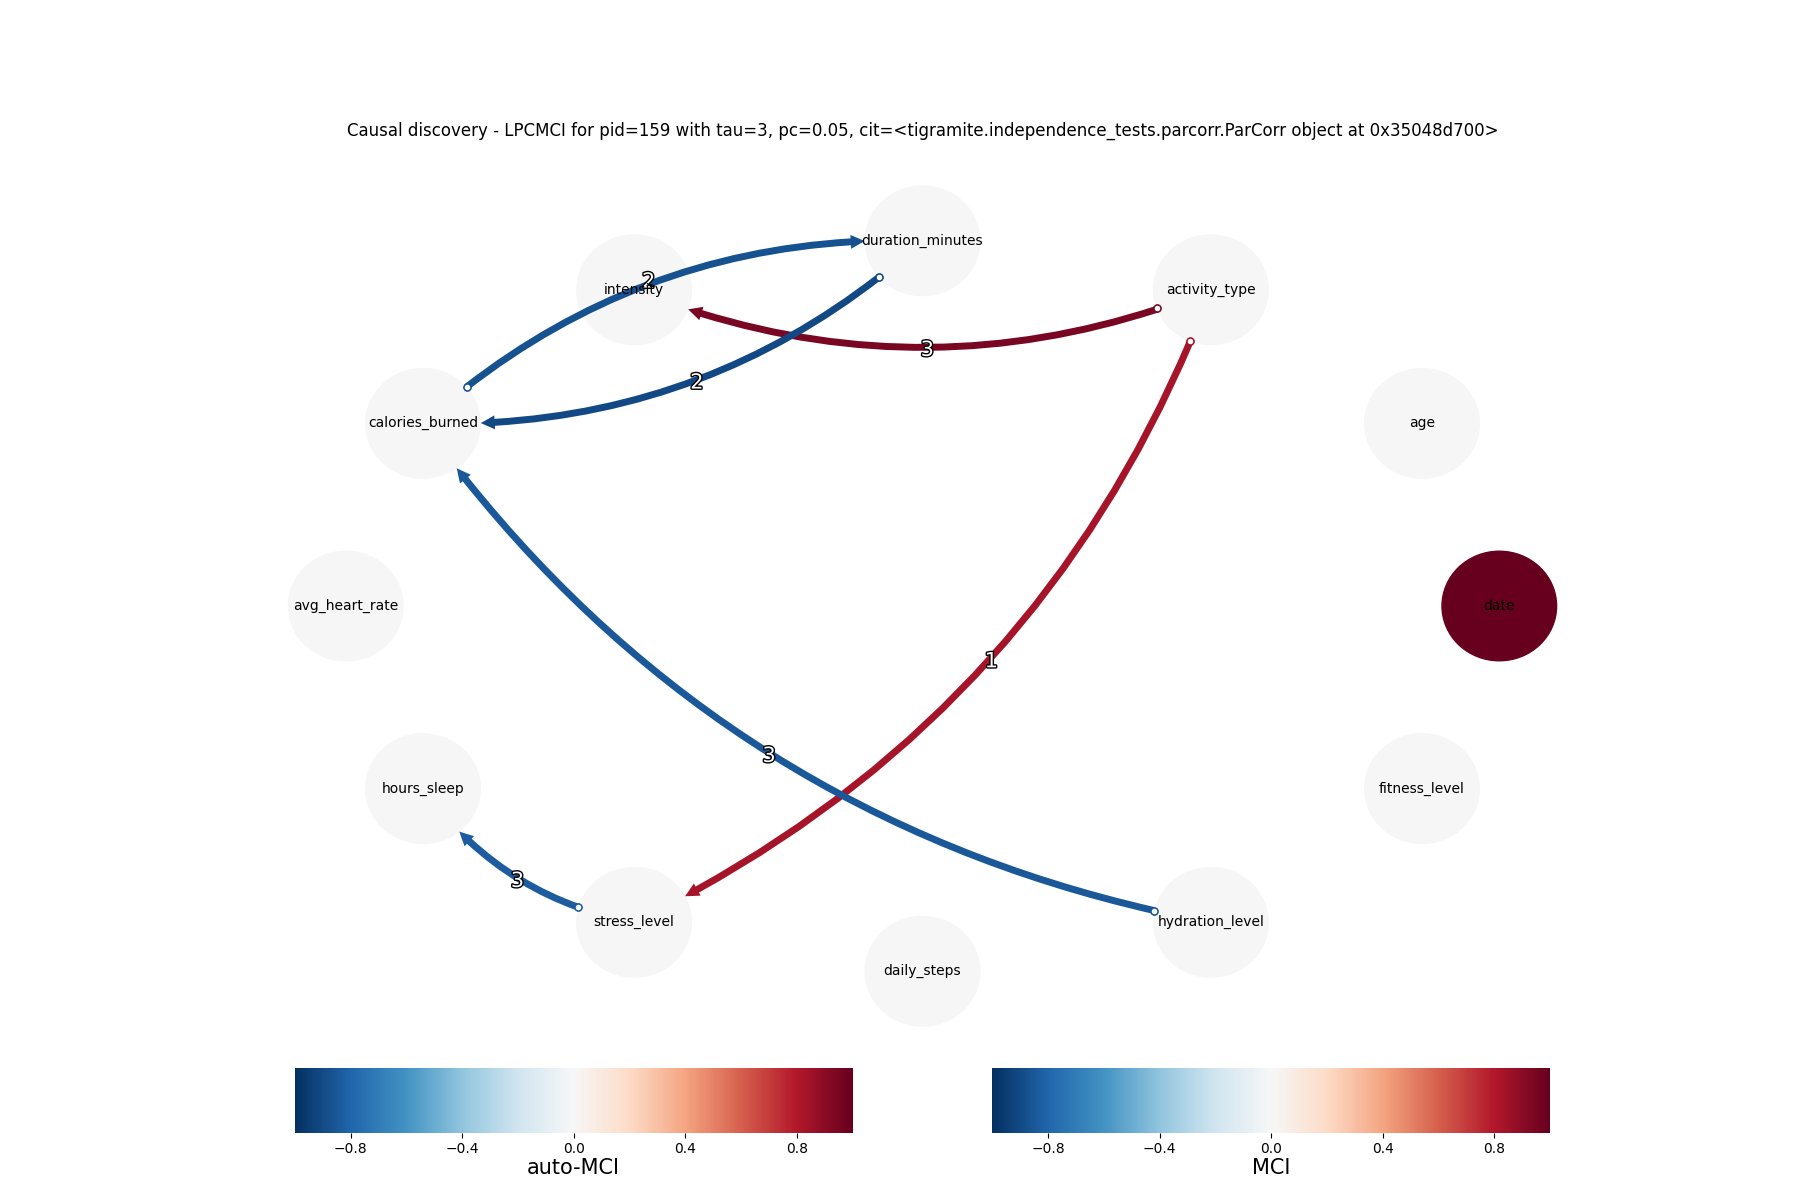 Causal discovery - LPCMCI for pid=159 with tau=3, pc=0.05, cit=<tigramite.independence_tests.parcorr.ParCorr object at 0x35048d700>
duration_minutes
2
intensity
activity_type
3
2
calories_burned
age
avg_heart_rate
date
1
3
hours_sleep
fitness_level
3
stress_level
hydration_level
daily_steps
−0.8 −0.4 0.0 0.4 0.8
auto-MCI
−0.8 −0.4 0.0 0.4 0.8
MCI